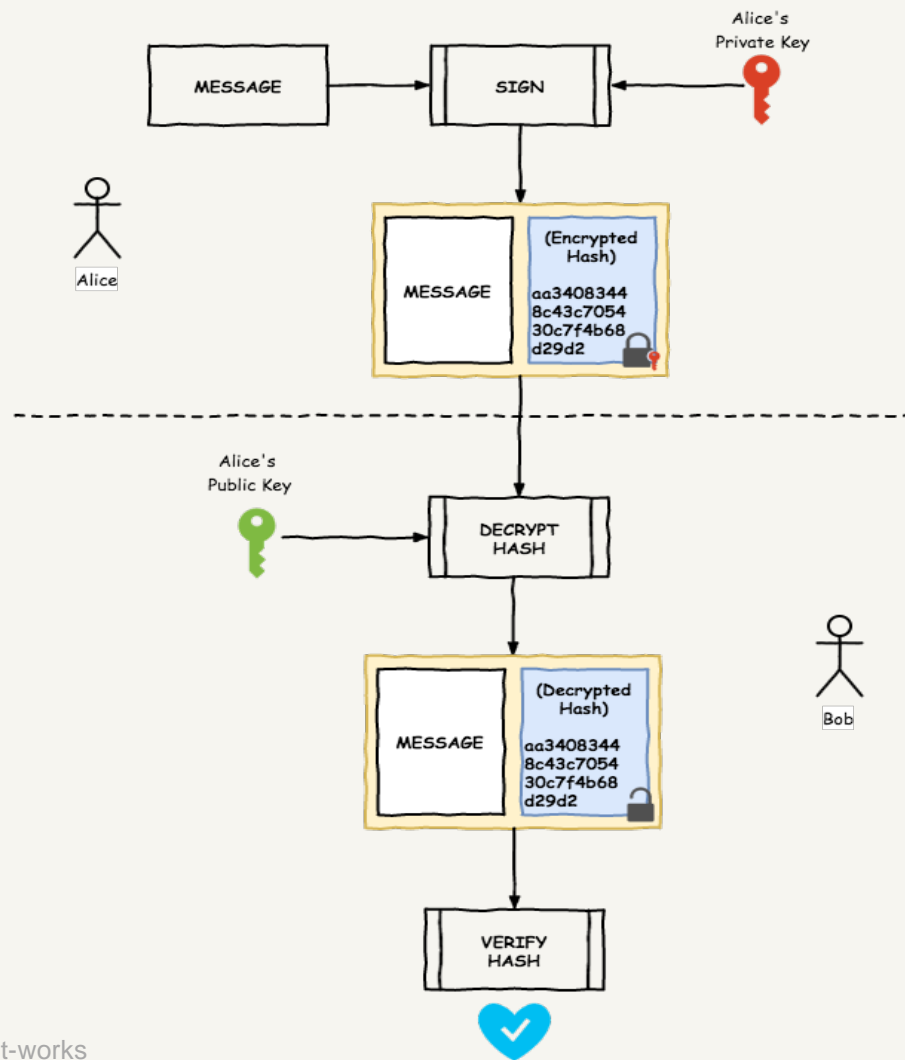 Alice's
Private Key
MESSAGE
SIGN
Alice
MESSAGE
(Encrypted
Hash)
aa3408344
8c43c7054
30c7f4b68
d29d2
Alice's
Public Key
DECRYPT
HASH
MESSAGE
(Decrypted
Hash)
aa3408344
8c43c7054
30c7f4b68
d29d2
Bob
VERIFY
HASH
t-works